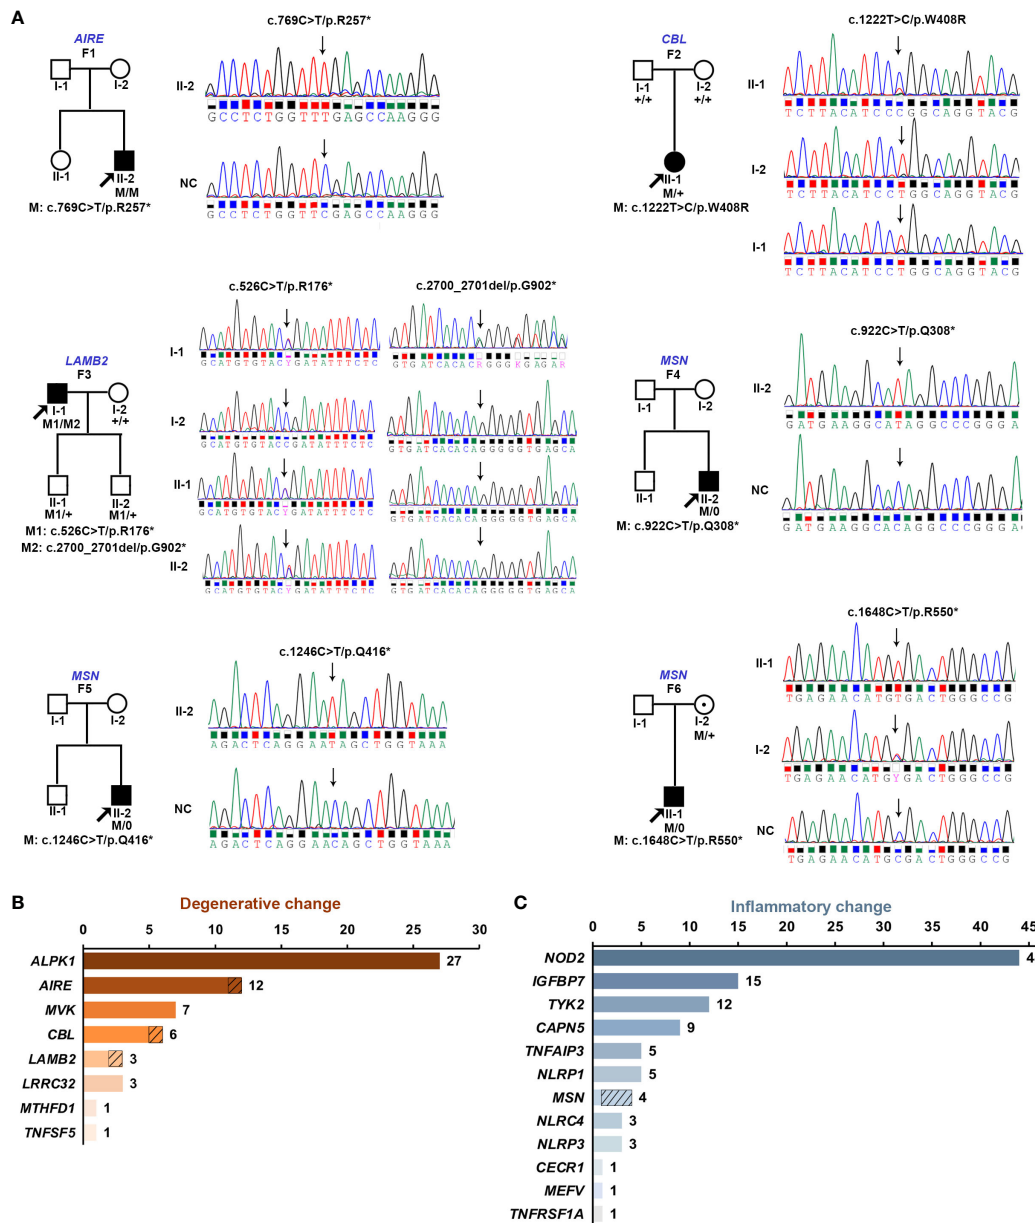 A
AIRE
F1
I-1
I-2
II-1
II-2
M/M
M: c.769C>T/p.R257*
c.769C>T/p.R257*
II-2
GCCTCTGGTTTGAGCCAAGGG
NC
GCCTCTGGTTCGAGCCAAGGG
CBL
F2
I-1
+/+
I-2
+/+
II-1
M/+
M: c.1222T>C/p.W408R
c.1222T>C/p.W408R
II-1
TCTTACATCCCGGCAGGTACG
I-2
TCTTACATCCTGGCAGGTACG
I-1
TCTTACATCCTGGCAGGTACG
LAMB2
F3
I-1
M1/M2
I-2
+/+
II-1
M1/+
II-2
M1/+
M1: c.526C>T/p.R176*
M2: c.2700_2701del/p.G902*
c.526C>T/p.R176*
c.2700_2701del/p.G902*
I-1
GCATGTGTACYGATATTTCTC
GTGATCACACRGGGKGAGAR
I-2
GCATGTGTACCGATATTTCTC
GTGATCACACAGGGGGTGAGCA
II-1
GCATGTGTACYGATATTTCTC
GTGATCACACAGGGGGTGAGCA
II-2
GCATGTGTACYGATATTTCTC
GTGATCACACAGGGGGTGAGCA
MSN
F4
I-1
I-2
II-1
II-2
M/0
M: c.922C>T/p.Q308*
c.922C>T/p.Q308*
II-2
GATGAAGGCATAGGCCCGGGA
NC
GATGAAGGCACAGGCCCGGGA
MSN
F5
I-1
I-2
II-1
II-2
M/0
M: c.1246C>T/p.Q416*
c.1246C>T/p.Q416*
II-2
AGACTCAGGAATAGCTGGTAAA
NC
AGACTCAGGAACAGCTGGTAAA
MSN
F6
I-1
I-2
M/+
II-1
M/0
M: c.1648C>T/p.R550*
c.1648C>T/p.R550*
II-1
TGAGAACATGTGACTGGGCCG
I-2
TGAGAACATGYGACTGGGCCG
NC
TGAGAACATGCGACTGGGCCG
B
Degenerative change
0 5 10 15 20 25 30
ALPK1 27
AIRE 12
MVK 7
CBL 6
LAMB2 3
LRRC32 3
MTHFD1 1
TNFSF5 1
C
Inflammatory change
0 5 10 15 20 25 30 35 40 45
NOD2 4
IGFBP7 15
TYK2 12
CAPN5 9
TNFAIP3 5
NLRP1 5
MSN 4
NLRC4 3
NLRP3 3
CECR1 1
MEFV 1
TNFRSF1A 1